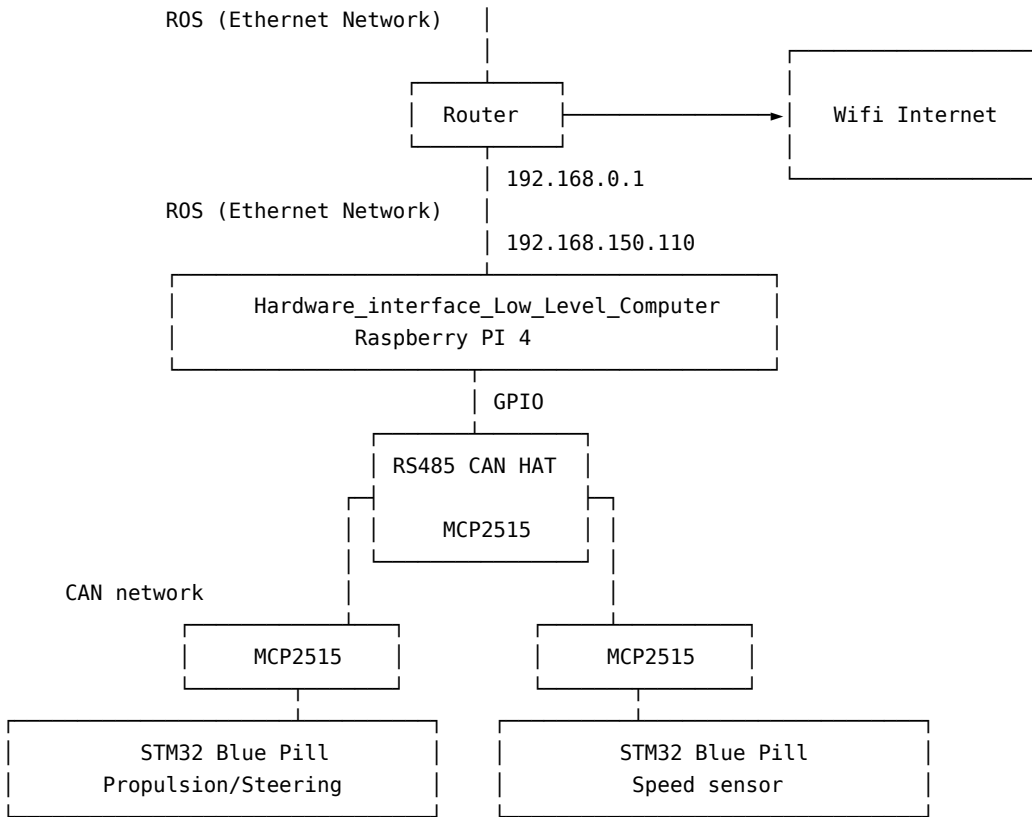 ROS (Ethernet Network)
Router
Wifi Internet
192.168.0.1
ROS (Ethernet Network)
192.168.150.110
Hardware_interface_Low_Level_Computer
Raspberry PI 4
GPIO
RS485 CAN HAT
MCP2515
CAN network
MCP2515
MCP2515
STM32 Blue Pill
Propulsion/Steering
STM32 Blue Pill
Speed sensor